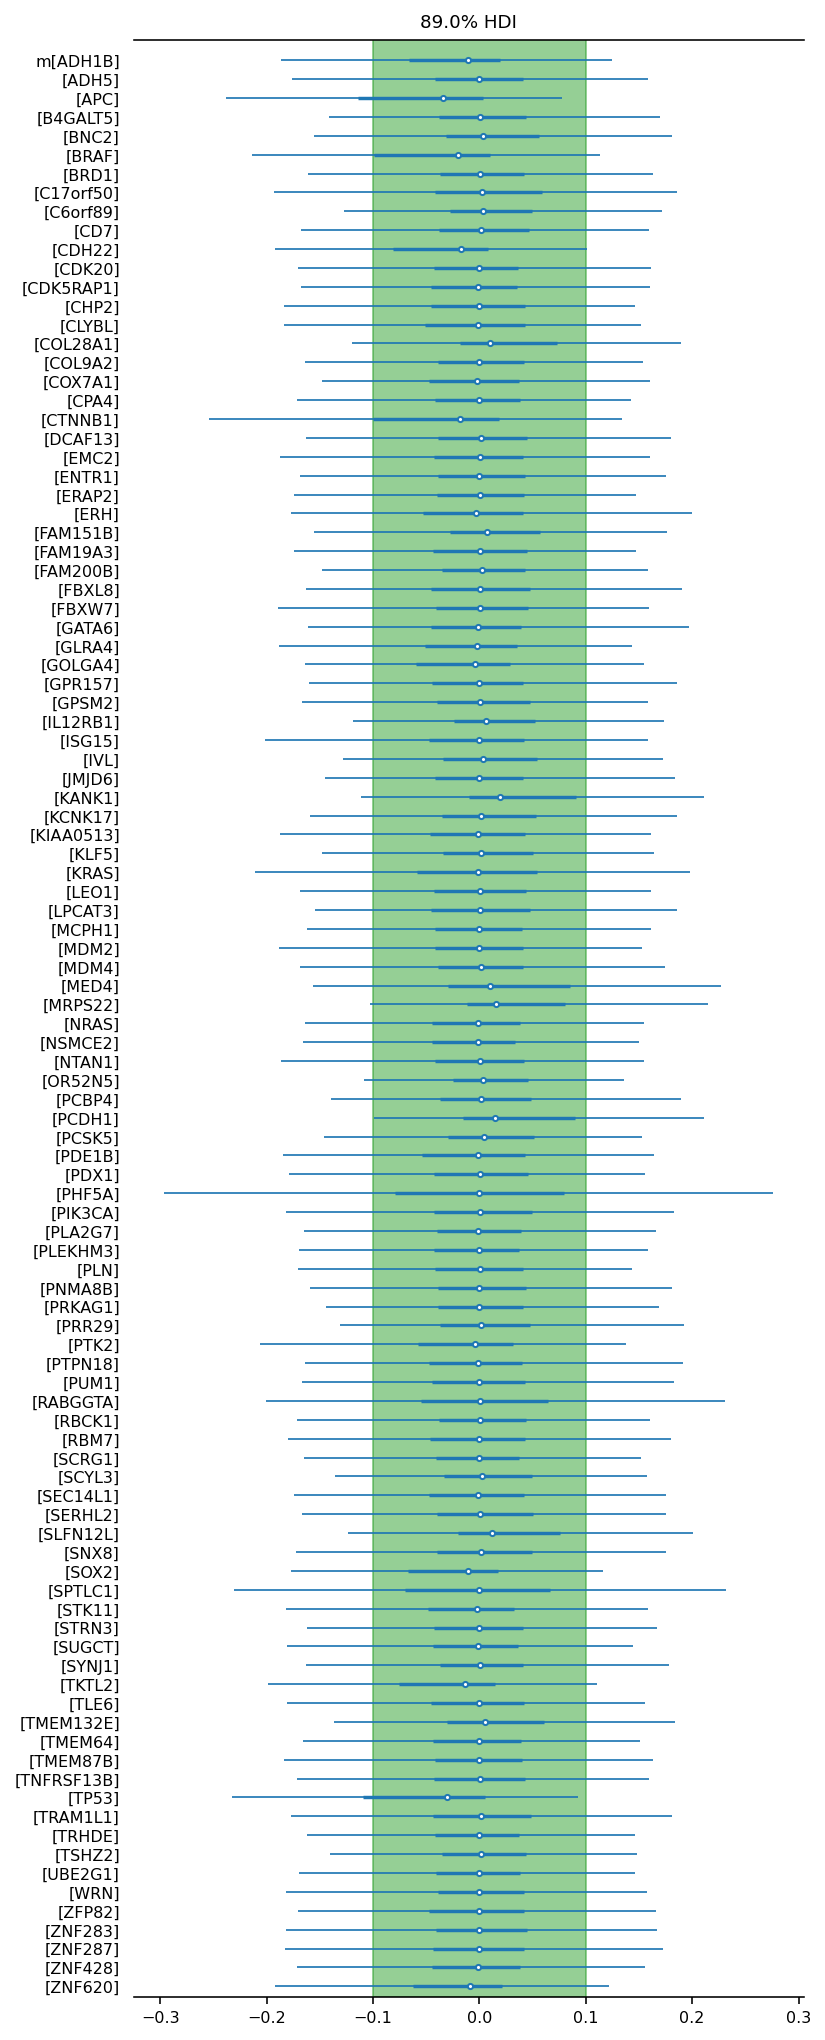 89.0% HDI
m[ADH1B]
[ADH5]
[APC]
[B4GALT5]
[BNC2]
[BRAF]
[BRD1]
[C17orf50]
[C6orf89]
[CD7]
[CDH22]
[CDK20]
[CDK5RAP1]
[CHP2]
[CLYBL]
[COL28A1]
[COL9A2]
[COX7A1]
[CPA4]
[CTNNB1]
[DCAF13]
[EMC2]
[ENTR1]
[ERAP2]
[ERH]
[FAM151B]
[FAM19A3]
[FAM200B]
[FBXL8]
[FBXW7]
[GATA6]
[GLRA4]
[GOLGA4]
[GPR157]
[GPSM2]
[IL12RB1]
[ISG15]
[IVL]
[JMJD6]
[KANK1]
[KCNK17]
[KIAA0513]
[KLF5]
[KRAS]
[LEO1]
[LPCAT3]
[MCPH1]
[MDM2]
[MDM4]
[MED4]
[MRPS22]
[NRAS]
[NSMCE2]
[NTAN1]
[OR52N5]
[PCBP4]
[PCDH1]
[PCSK5]
[PDE1B]
[PDX1]
[PHF5A]
[PIK3CA]
[PLA2G7]
[PLEKHM3]
[PLN]
[PNMA8B]
[PRKAG1]
[PRR29]
[PTK2]
[PTPN18]
[PUM1]
[RABGGTA]
[RBCK1]
[RBM7]
[SCRG1]
[SCYL3]
[SEC14L1]
[SERHL2]
[SLFN12L]
[SNX8]
[SOX2]
[SPTLC1]
[STK11]
[STRN3]
[SUGCT]
[SYNJ1]
[TKTL2]
[TLE6]
[TMEM132E]
[TMEM64]
[TMEM87B]
[TNFRSF13B]
[TP53]
[TRAM1L1]
[TRHDE]
[TSHZ2]
[UBE2G1]
[WRN]
[ZFP82]
[ZNF283]
[ZNF287]
[ZNF428]
[ZNF620]
−0.3 −0.2 −0.1 0.0 0.1 0.2 0.3